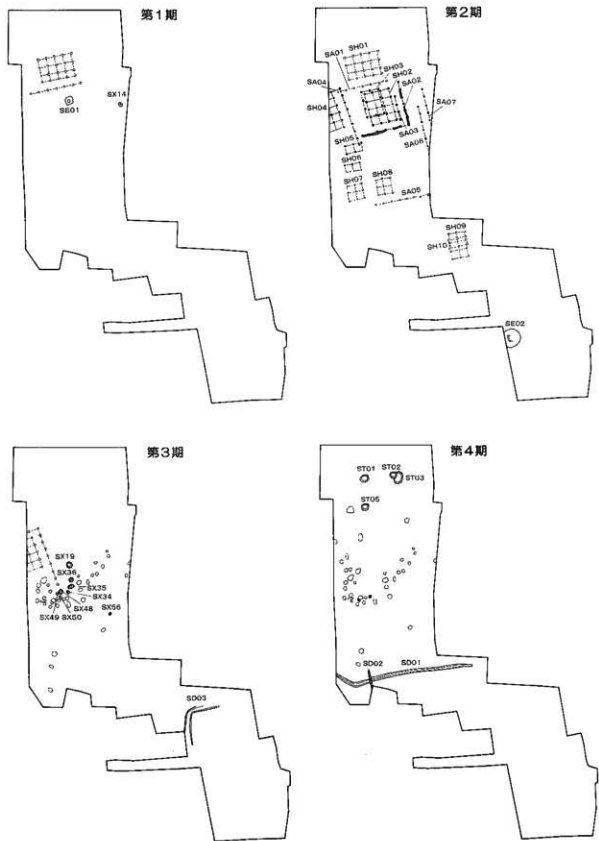 第1期
SE01
SX14
第2期
SA01
SH01
SH03
SH02
SA02
SA04
SH04
SA07
SA03
SA06
SH05
SH06
SH07
SH08
SA05
SH09
SH10
SE02
第3期
SX19
SX36
SX35
SX34
SX48
SX49
SX50
SX56
SD03
第4期
ST01
ST02
ST03
ST05
SD02
SD01